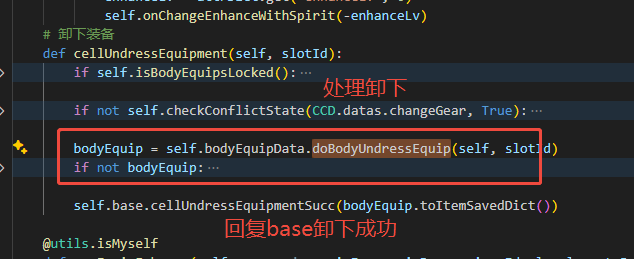 self.onChangeEnhanceWithSpirit(-enhanceLv)
# 卸下装备
def cellUndressEquipment(self, slotId):
if self.isBodyEquipsLocked():…
处理卸下
if not self.checkConflictState(CCD.datas.changeGear, True):…
bodyEquip = self.bodyEquipData.doBodyUndressEquip(self, slotId)
if not bodyEquip:…
self.base.cellUndressEquipmentSucc(bodyEquip.toItemSavedDict())
回复base卸下成功
@utils.isMyself